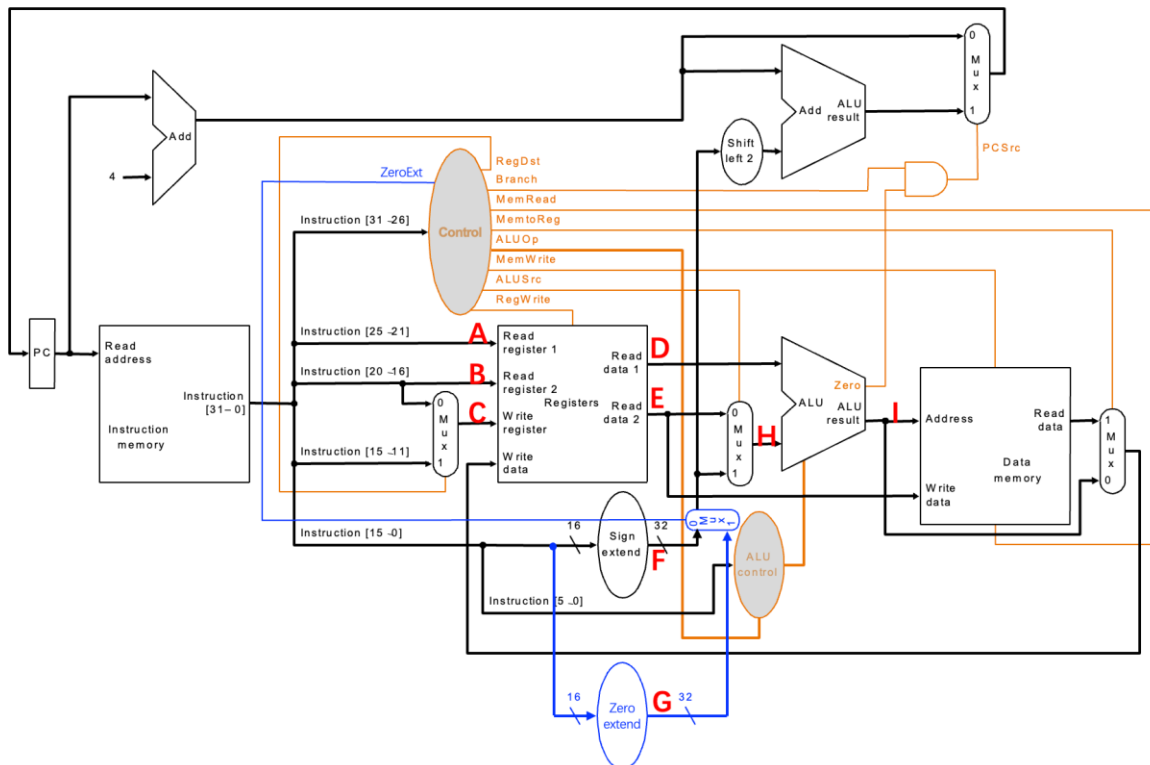 0
M
u
x
1
Add
ALU
result
Add
Shift
left 2
4
PCSrc
RegDst
ZeroExt
Branch
MemRead
Instruction [31–26]
MemtoReg
Control
ALUOp
MemWrite
ALUSrc
RegWrite
PC
Read
address
Instruction
[31–0]
Instruction
memory
Instruction [25–21]
A
Read
register 1
Instruction [20–16]
B
Read
register 2
C
Write
register
Write
data
Registers
Read
data 1
D
Read
data 2
E
0
M
u
x
1
Instruction [15–11]
0
M
u
x
1
H
Zero
ALU
ALU
result
I
Address
Read
data
Data
memory
Write
data
1
M
u
x
0
Instruction [15–0]
16
Sign
extend
32
F
0
M
u
x
1
ALU
control
Instruction [5–0]
16
Zero
extend
G
32